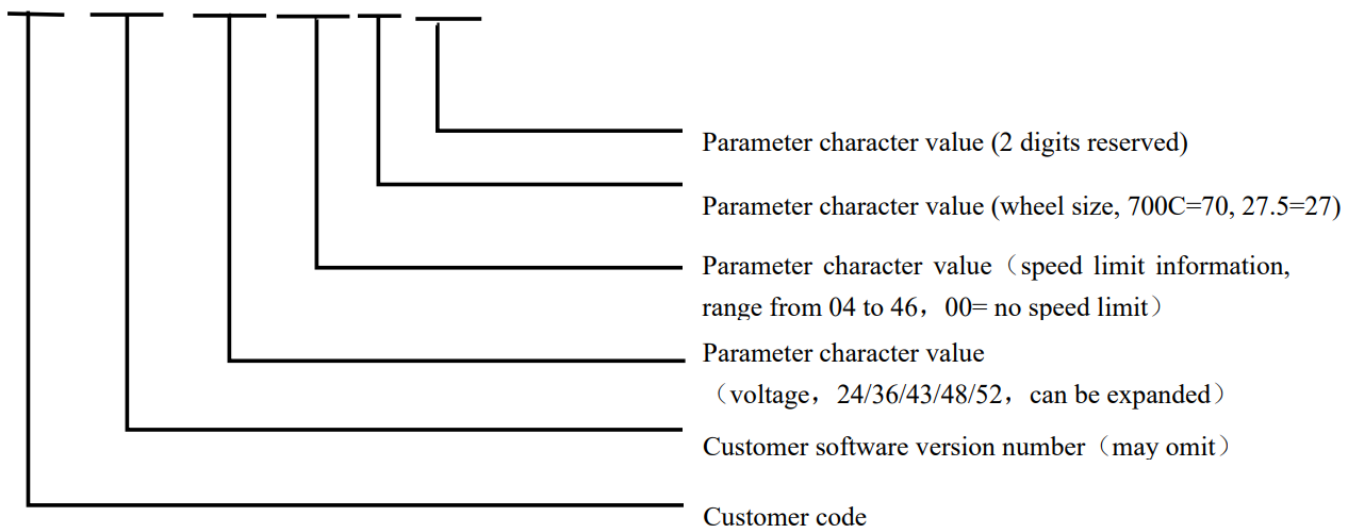 Parameter character value (2 digits reserved)
Parameter character value (wheel size, 700C=70, 27.5=27)
Parameter character value（speed limit information,
range from 04 to 46，00= no speed limit）
Parameter character value
（voltage，24/36/43/48/52，can be expanded）
Customer software version number（may omit）
Customer code